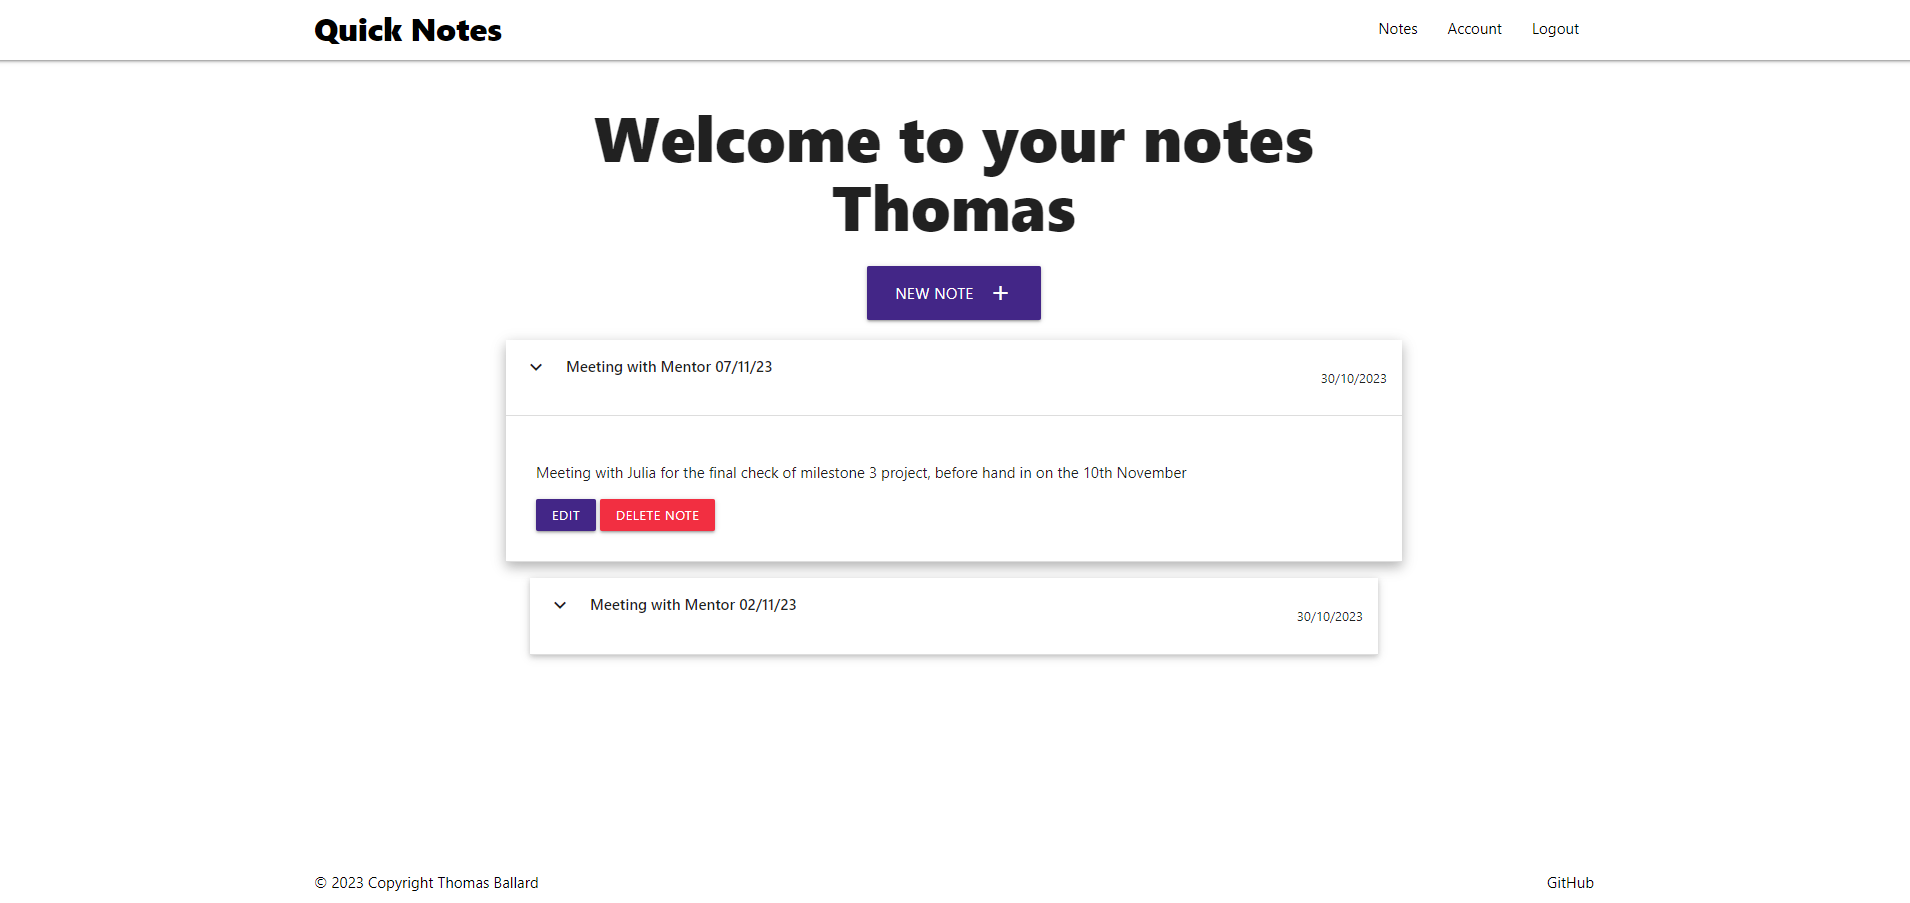 Quick Notes
Notes Account Logout
Welcome to your notes
Thomas
NEW NOTE +
Meeting with Mentor 07/11/23
30/10/2023
Meeting with Julia for the final check of milestone 3 project, before hand in on the 10th November
EDIT DELETE NOTE
Meeting with Mentor 02/11/23
30/10/2023
© 2023 Copyright Thomas Ballard
GitHub